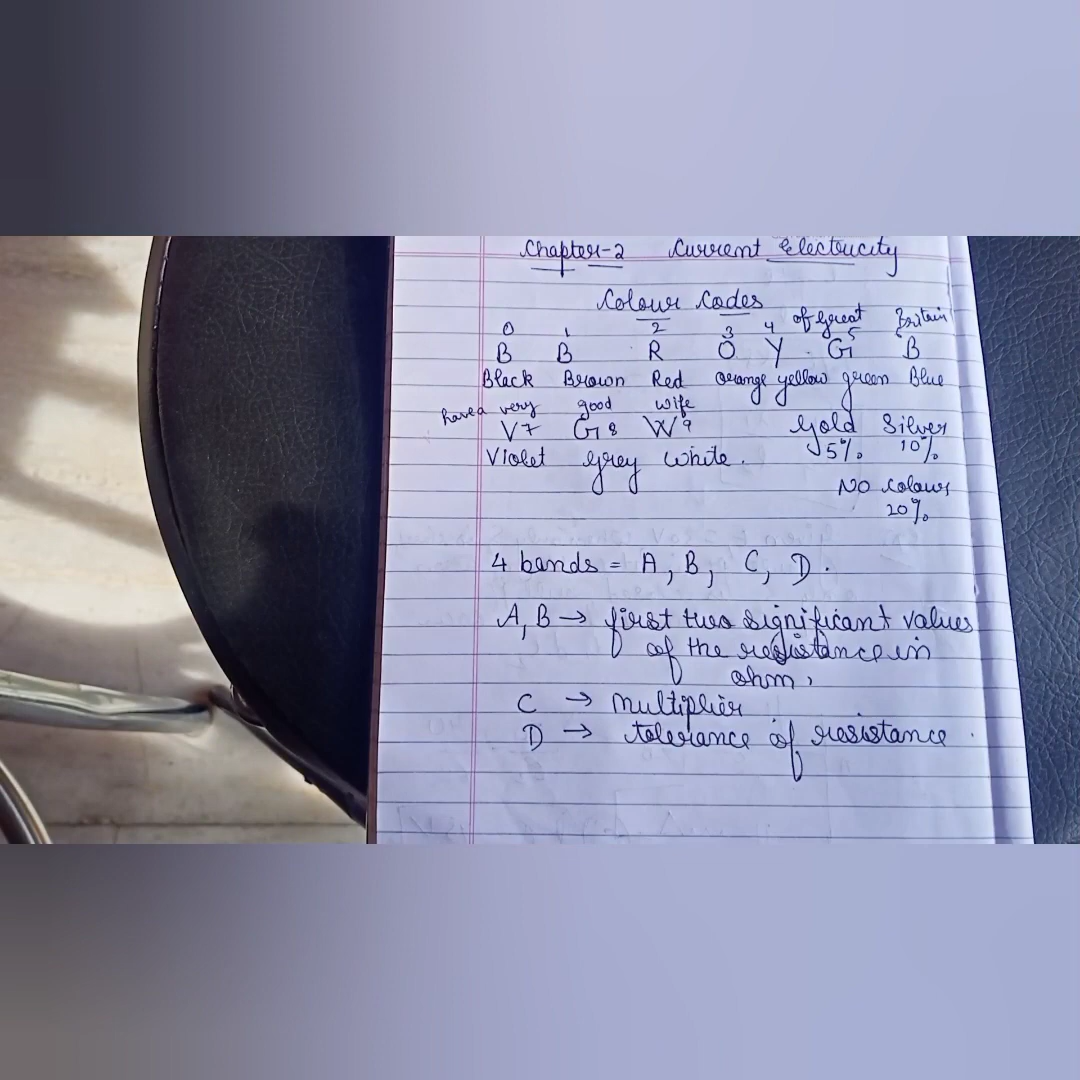 Chapter-2 Current Electricity
Colour Codes
of Great Britain
0 1 2 3 4 5 6
B B R O Y G B
Black Brown Red orange yellow green Blue
have a very good wife
V7 G8 W9 Gold Silver
Violet Grey White. 5% 10%
No Colour
20%
4 bands = A, B, C, D.
A, B → first two significant values
of the resistance in
ohm,
C → Multiplier
D → tolerance of resistance.